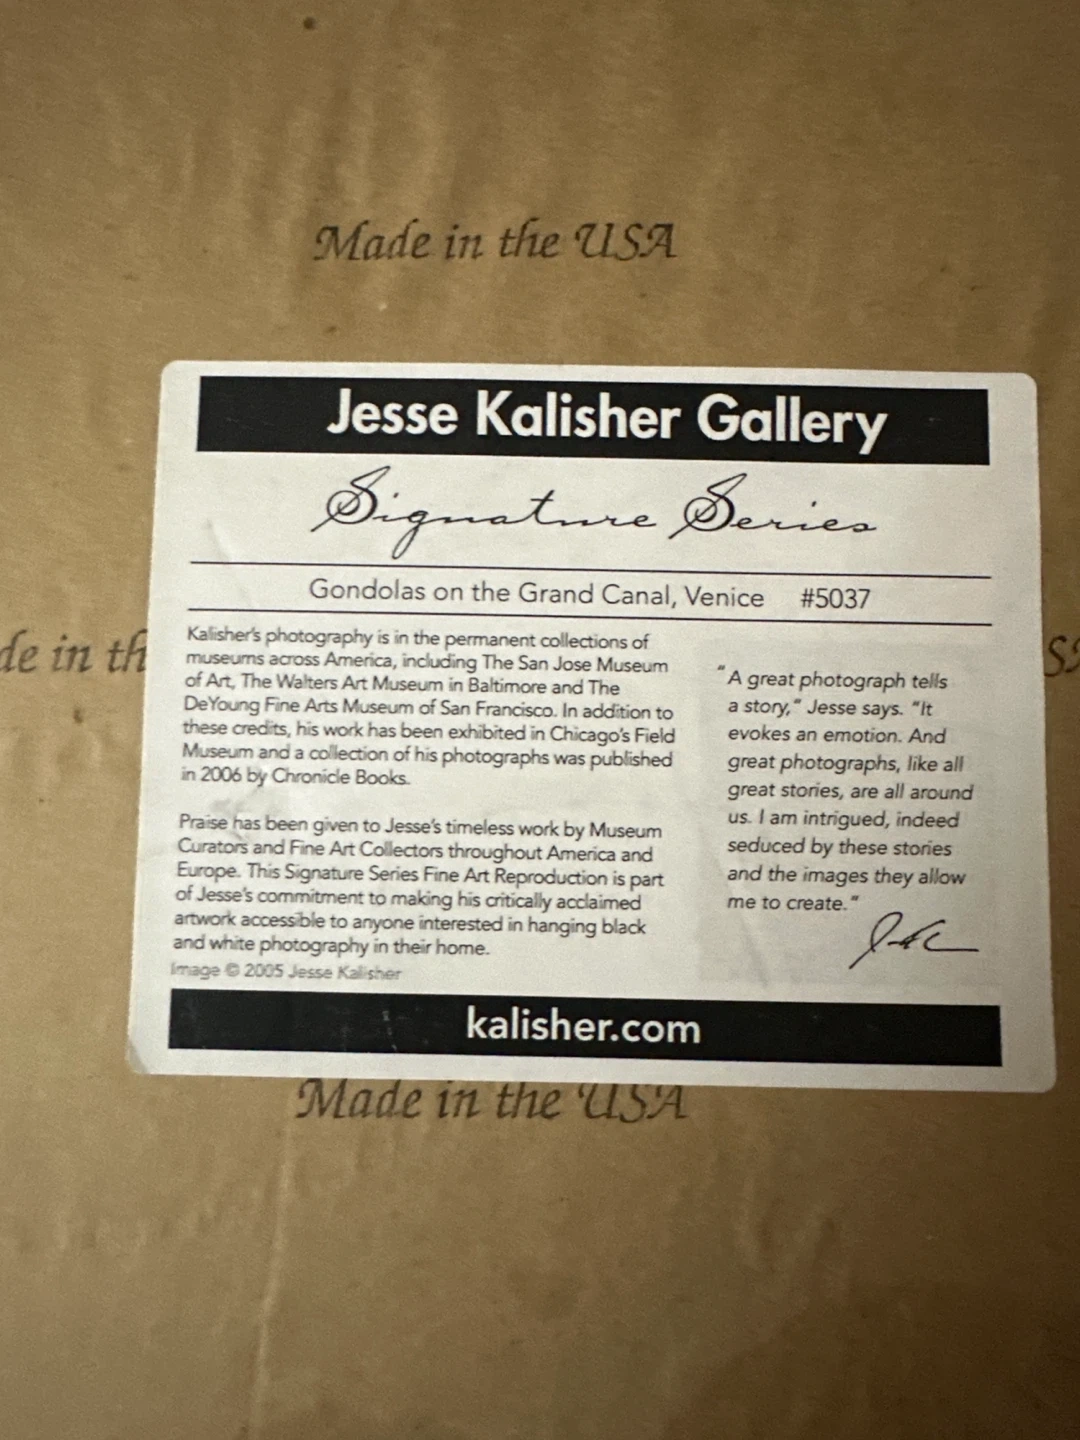 Made in the USA
Jesse Kalisher Gallery
Signature Series
Gondolas on the Grand Canal, Venice #5037
de in th
Kalisher's photography is in the permanent collections of
museums across America, including The San Jose Museum
of Art, The Walters Art Museum in Baltimore and The
DeYoung Fine Arts Museum of San Francisco. In addition to
these credits, his work has been exhibited in Chicago's Field
Museum and a collection of his photographs was published
in 2006 by Chronicle Books.
Praise has been given to Jesse's timeless work by Museum
Curators and Fine Art Collectors throughout America and
Europe. This Signature Series Fine Art Reproduction is part
of Jesse's commitment to making his critically acclaimed
artwork accessible to anyone interested in hanging black
and white photography in their home.
Image © 2005 Jesse Kalisher
"A great photograph tells
a story," Jesse says. "It
evokes an emotion. And
great photographs, like all
great stories, are all around
us. I am intrigued, indeed
seduced by these stories
and the images they allow
me to create."
kalisher.com
Made in the USA